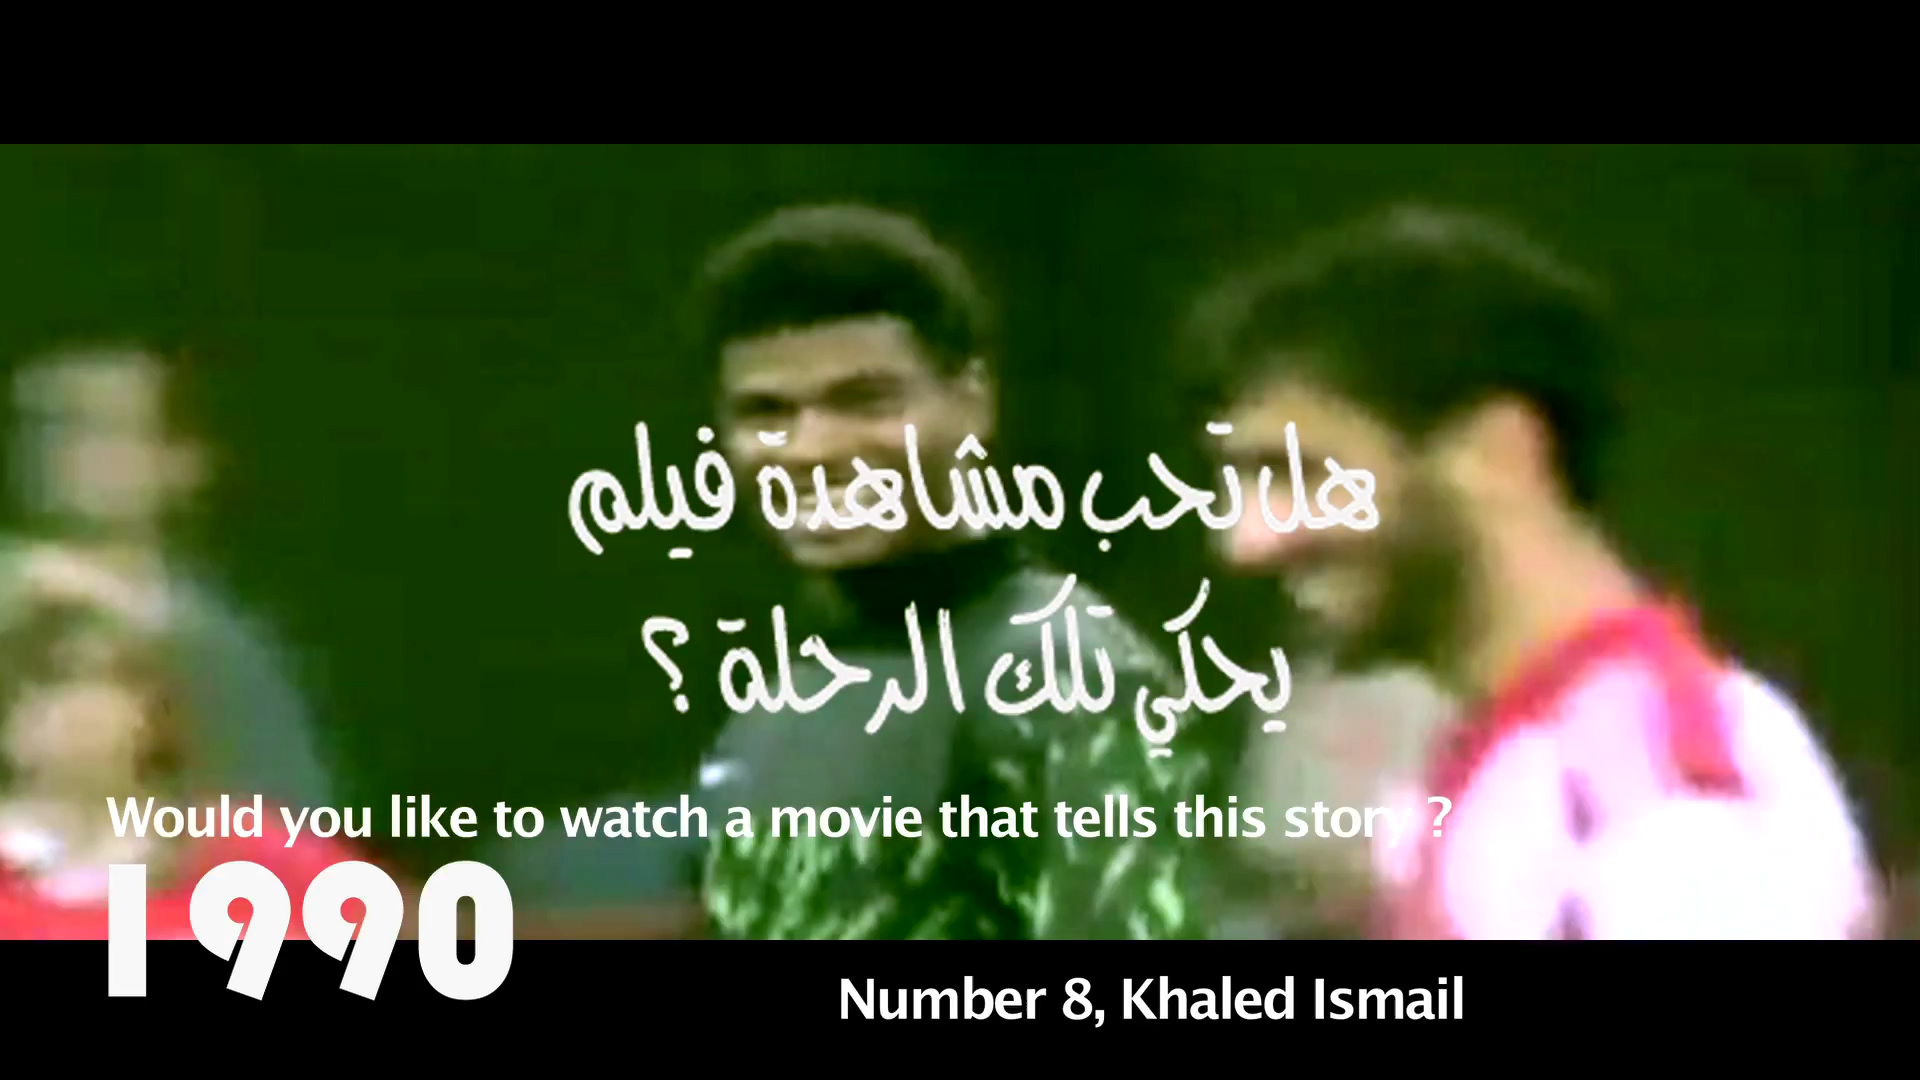 هل تحب مشاهدة فيلم
يحكي تلك الرحلة ؟
Would you like to watch a movie that tells this story ?
1990
Number 8, Khaled Ismail